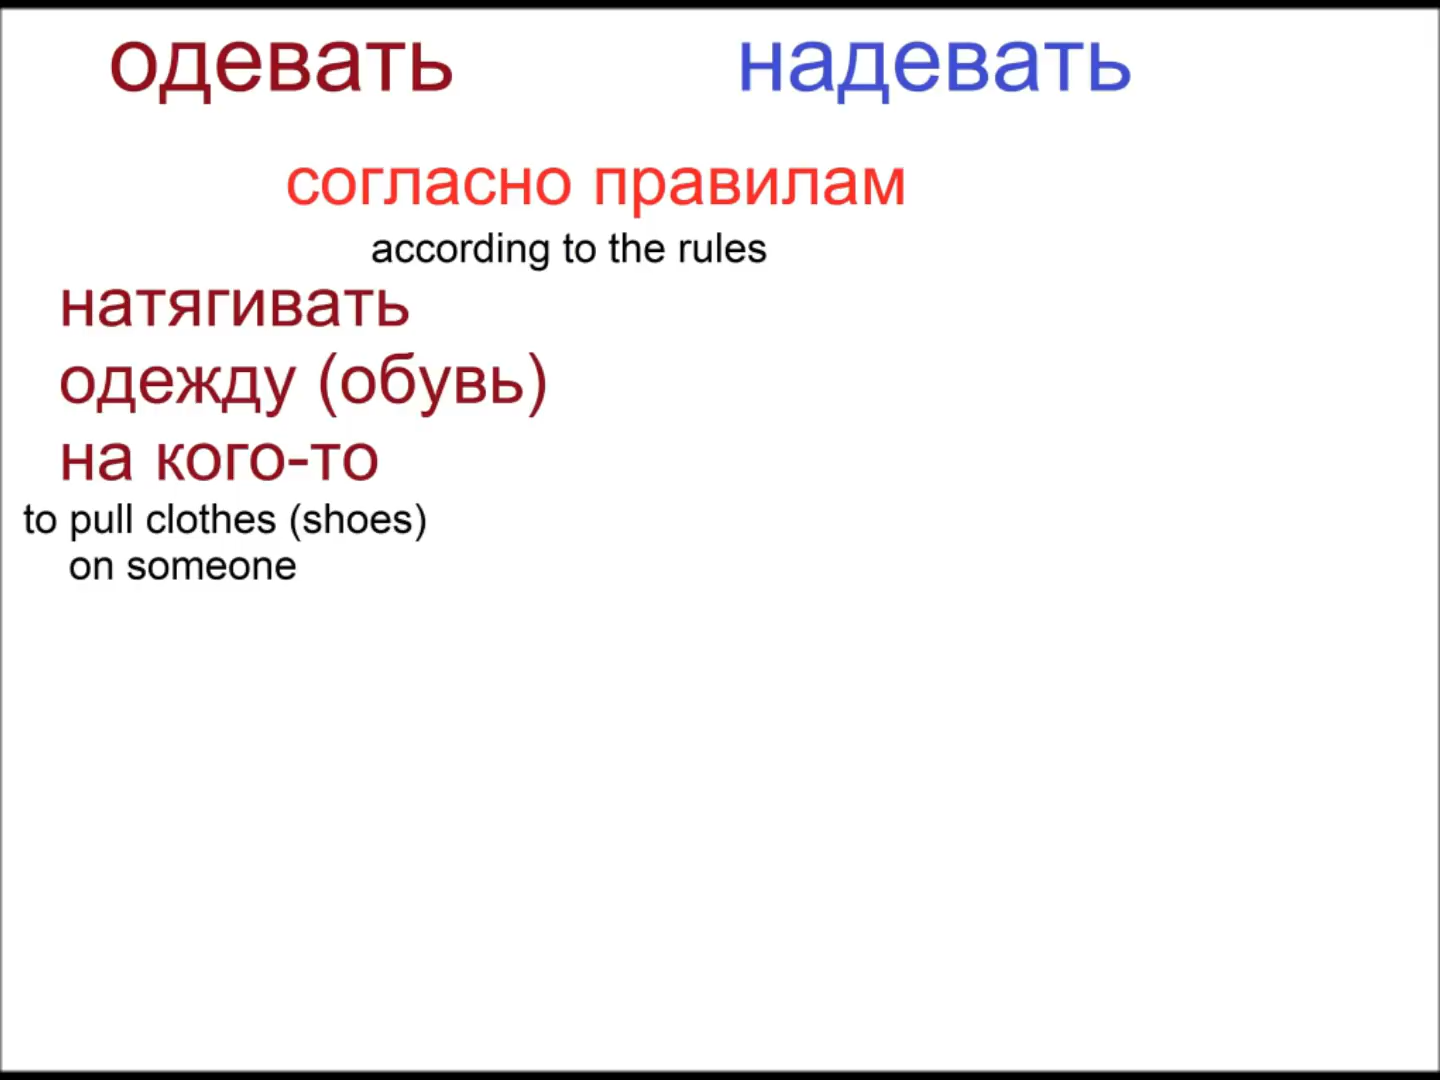 одевать надевать
согласно правилам
according to the rules
натягивать
одежду (обувь)
на кого-то
to pull clothes (shoes)
on someone